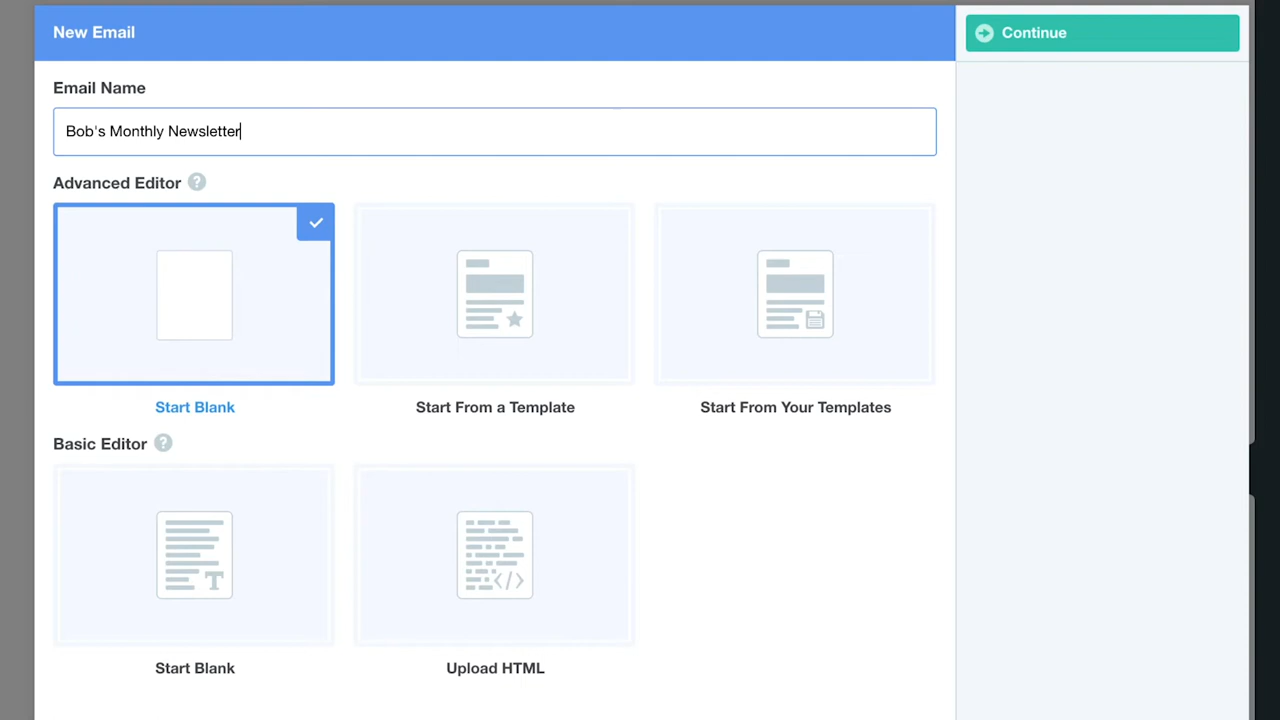 New Email
Continue
Email Name
Bob's Monthly Newsletter
Advanced Editor ?
Start Blank
Start From a Template
Start From Your Templates
Basic Editor ?
T
</>
Start Blank
Upload HTML